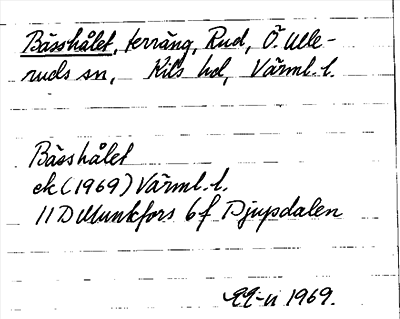 Bässhålet, terräng, Rud, Ö. Ulle-
ruds sn, Kils hd, Värml. l.
Bässhålet
ek (1969) Värml. l.
11 D Munkfors 6 f Djupsdalen
1969.